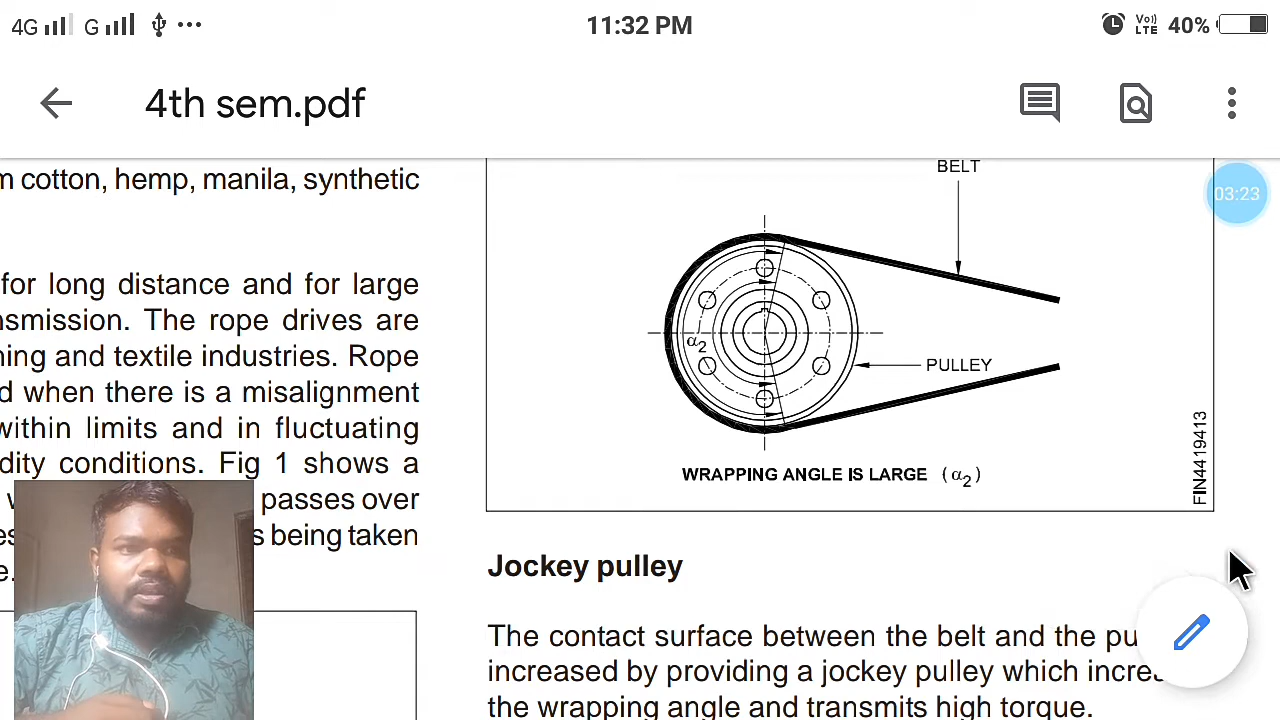 4G G ••• 11:32 PM Vo) LTE 40%
4th sem.pdf
m cotton, hemp, manila, synthetic
for long distance and for large
nsmission. The rope drives are
ning and textile industries. Rope
d when there is a misalignment
within limits and in fluctuating
dity conditions. Fig 1 shows a
passes over
s being taken
e.
BELT
03:23
α2
PULLEY
WRAPPING ANGLE IS LARGE (α2)
FIN4419413
Jockey pulley
The contact surface between the belt and the pu
increased by providing a jockey pulley which increa
the wrapping angle and transmits high torque.